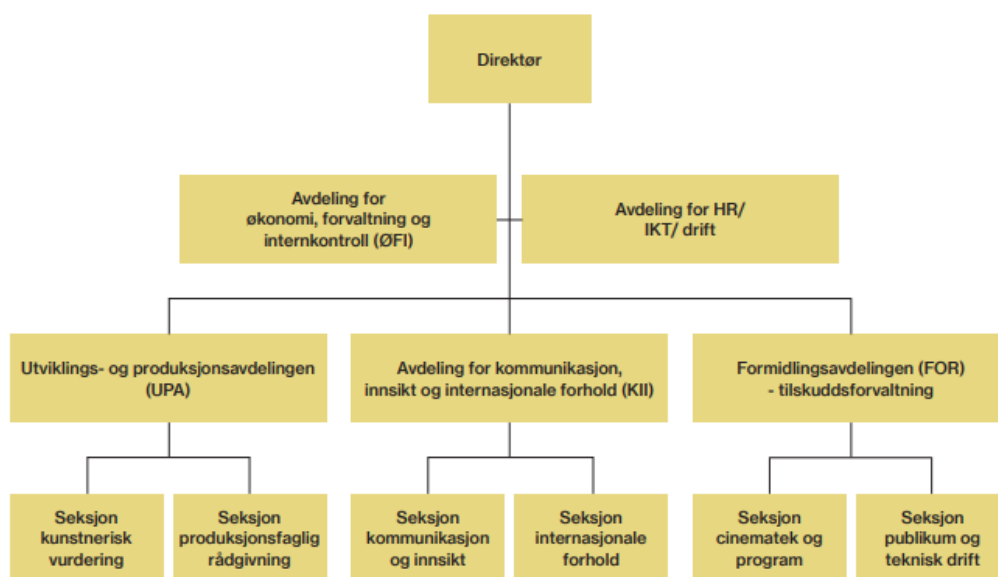 Direktør
Avdeling for
økonomi, forvaltning og
internkontroll (ØFI)
Avdeling for HR/
IKT/ drift
Utviklings- og produksjonsavdelingen
(UPA)
Avdeling for kommunikasjon,
innsikt og internasjonale forhold (KII)
Formidlingsavdelingen (FOR)
- tilskuddsforvaltning
Seksjon
kunstnerisk
vurdering
Seksjon
produksjonsfaglig
rådgivning
Seksjon
kommunikasjon
og innsikt
Seksjon
internasjonale
forhold
Seksjon
cinematek og
program
Seksjon
publikum og
teknisk drift